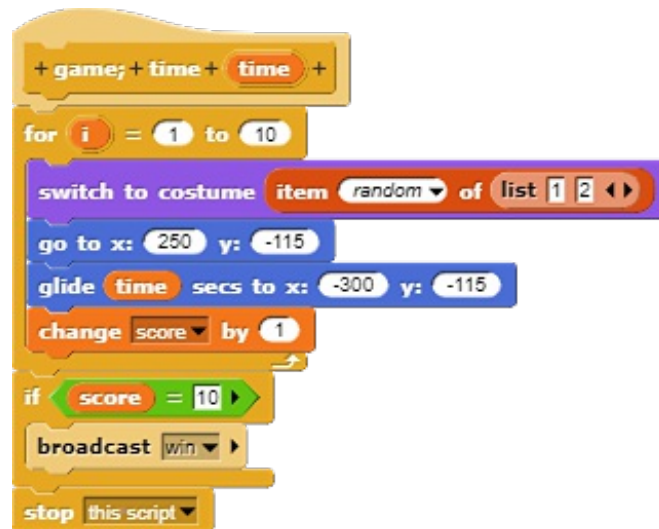 + game; + time + time +
for i = 1 to 10
switch to costume item random of list 1 2
go to x: 250 y: -115
glide time secs to x: -300 y: -115
change score by 1
if score = 10
broadcast win
stop this script